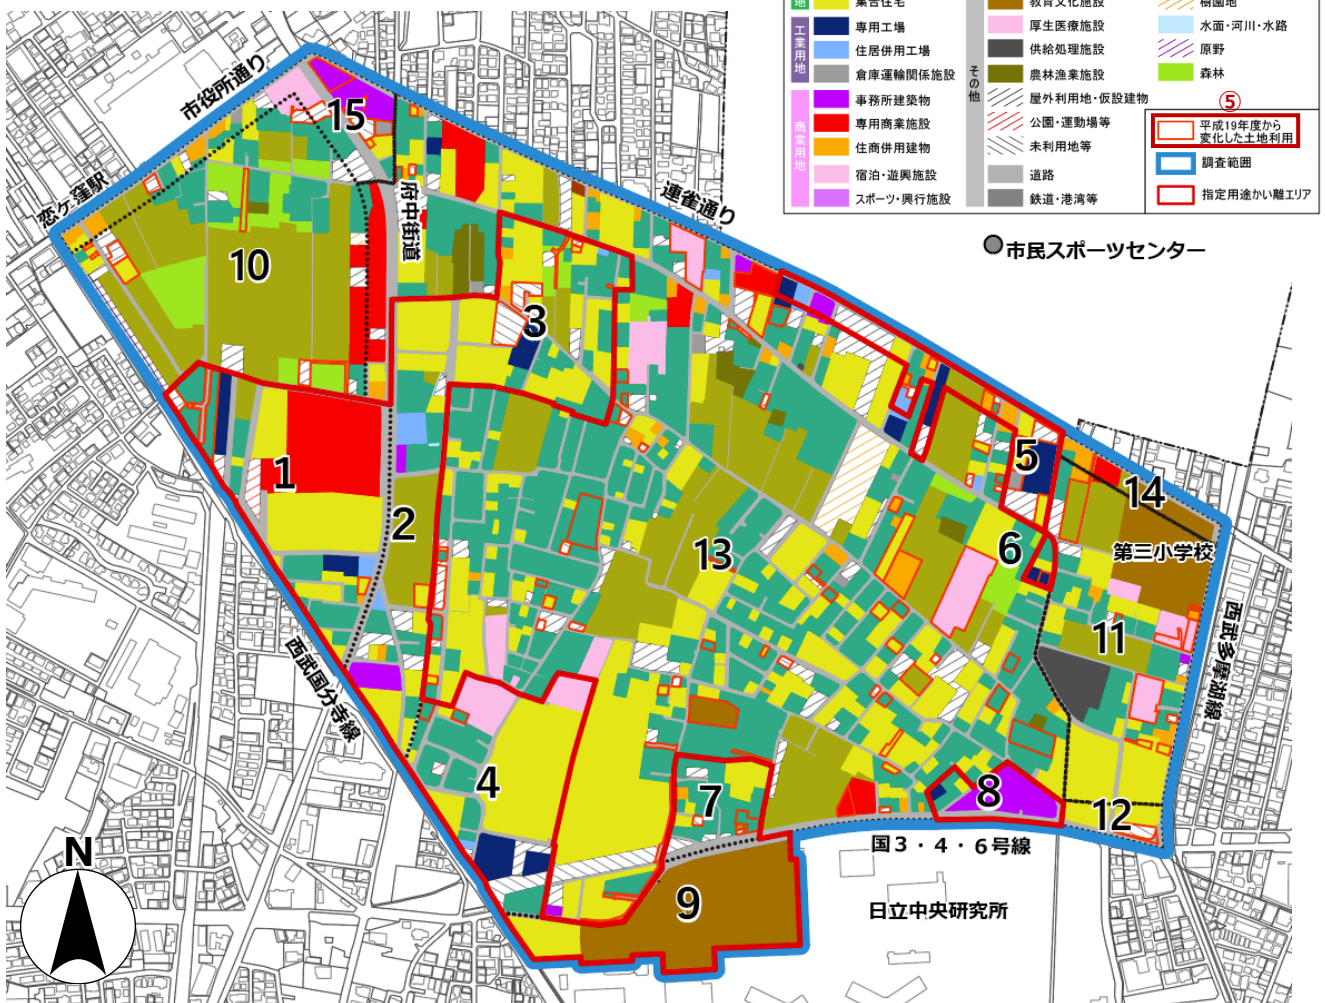 地
集合住宅
教育文化施設
樹園地
工業用地
専用工場
厚生医療施設
水面・河川・水路
住居併用工場
供給処理施設
原野
倉庫運輸関係施設
その他
農林漁業施設
森林
商業用地
事務所建築物
屋外利用地・仮設建物
⑤
専用商業施設
公園・運動場等
平成19年度から
変化した土地利用
住商併用建物
未利用地等
調査範囲
宿泊・遊興施設
道路
スポーツ・興行施設
鉄道・港湾等
指定用途かい離エリア
市役所通り
恋ヶ窪駅
府中街道
連雀通り
市民スポーツセンター
15
10
3
1
2
5
14
第三小学校
13
6
11
西武国分寺線
西武多摩湖線
4
7
8
12
国3・4・6号線
9
日立中央研究所
N